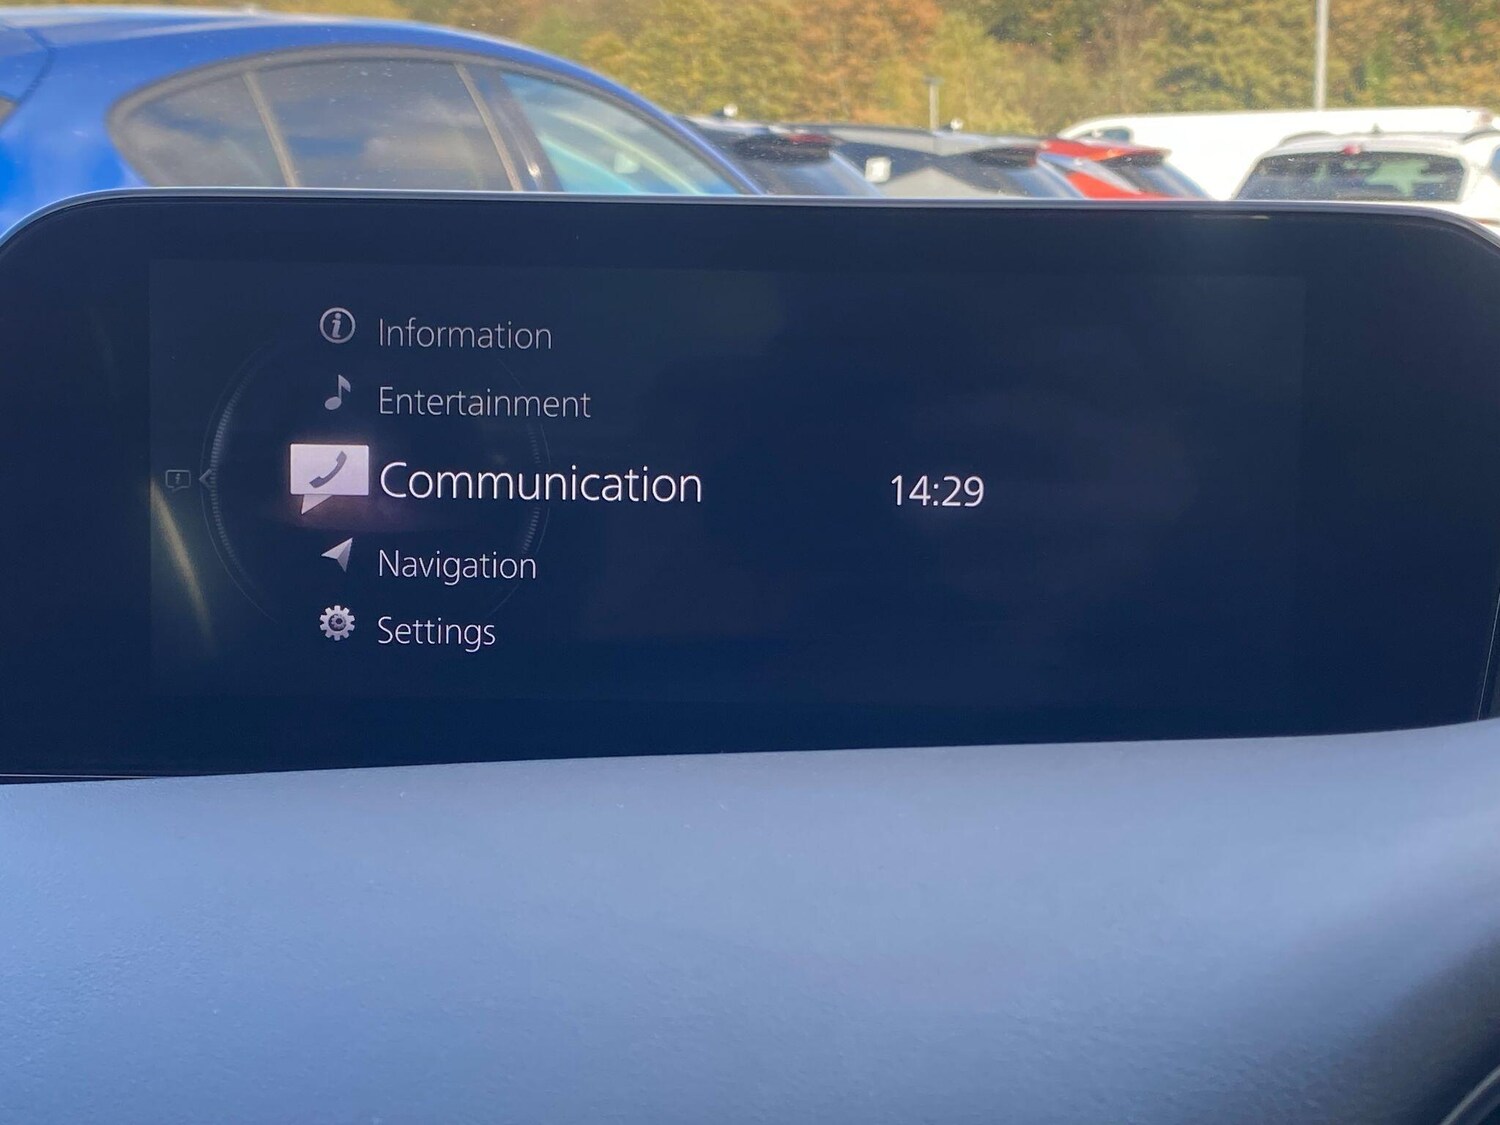 Information
Entertainment
Communication
14:29
Navigation
Settings